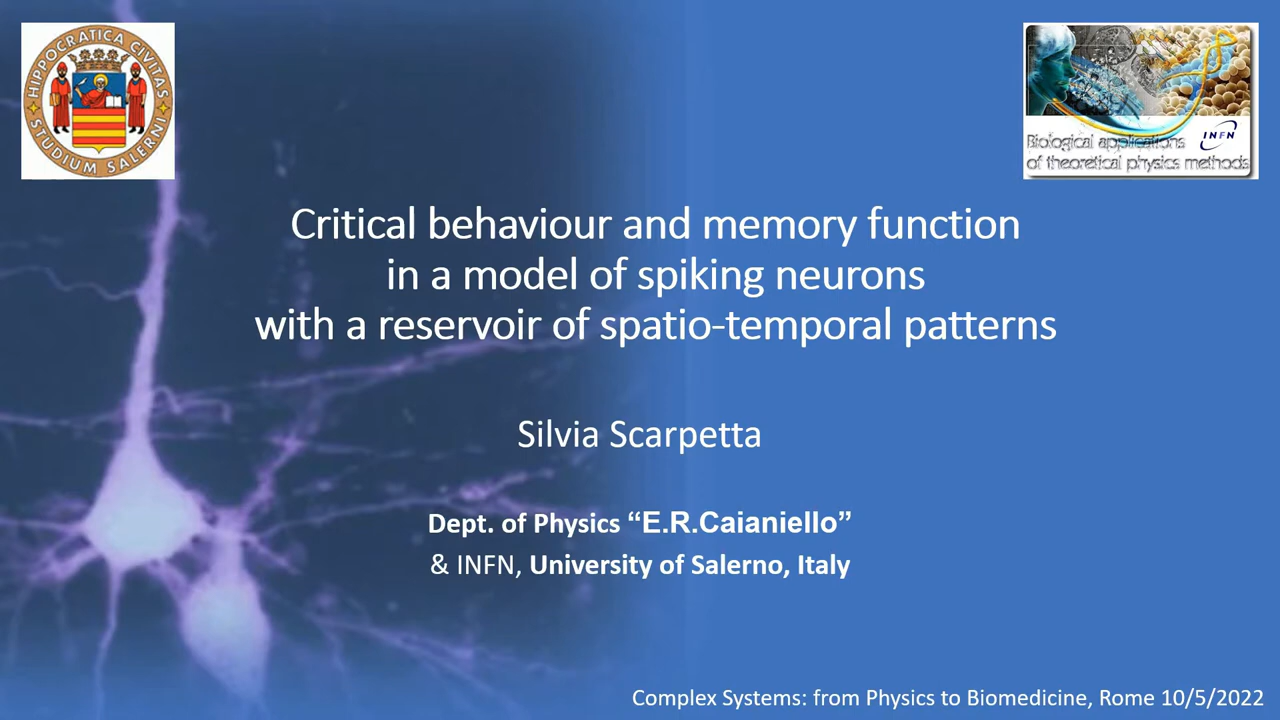 HIPPOCRATICA CIVITAS
STUDIUM SALERNI
INFN
Biological applications
of theoretical physics methods
Critical behaviour and memory function
in a model of spiking neurons
with a reservoir of spatio-temporal patterns
Silvia Scarpetta
Dept. of Physics “E.R.Caianiello”
& INFN, University of Salerno, Italy
Complex Systems: from Physics to Biomedicine, Rome 10/5/2022